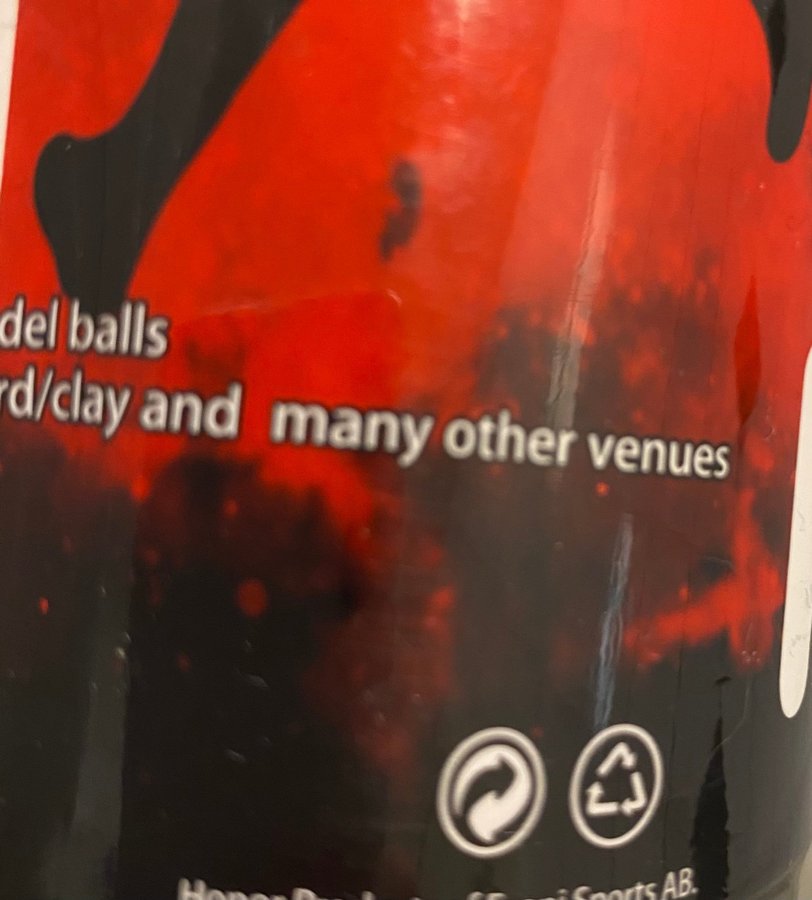 del balls
rd/clay and many other venues
Sports AB.